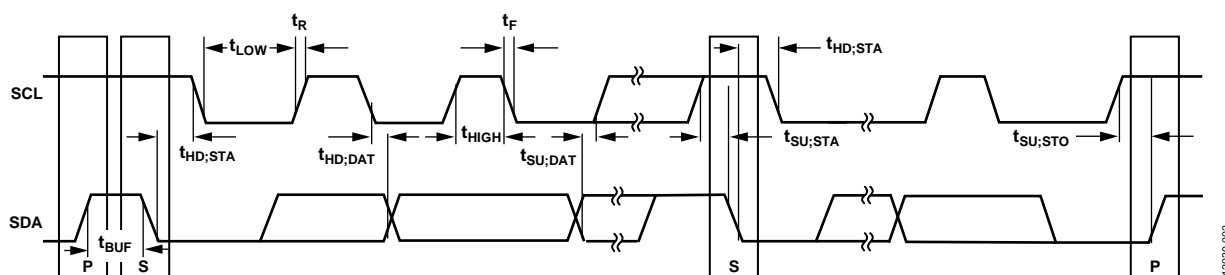 tR
tF
tLOW
tHD;STA
SCL
tHD;STA
tHD;DAT
tHIGH
tSU;DAT
tSU;STA
tSU;STO
SDA
tBUF
P
S
S
P